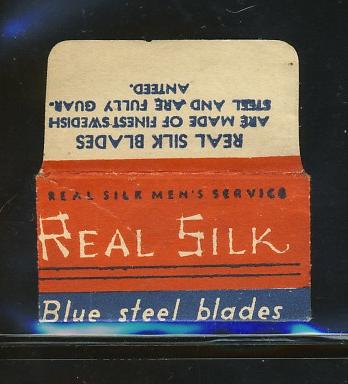 REAL SILK BLADES
ARE MADE OF FINEST SWEDISH
STEEL AND ARE FULLY GUAR-
ANTEED.
REAL SILK MEN'S SERVICE
REAL SILK
Blue steel blades